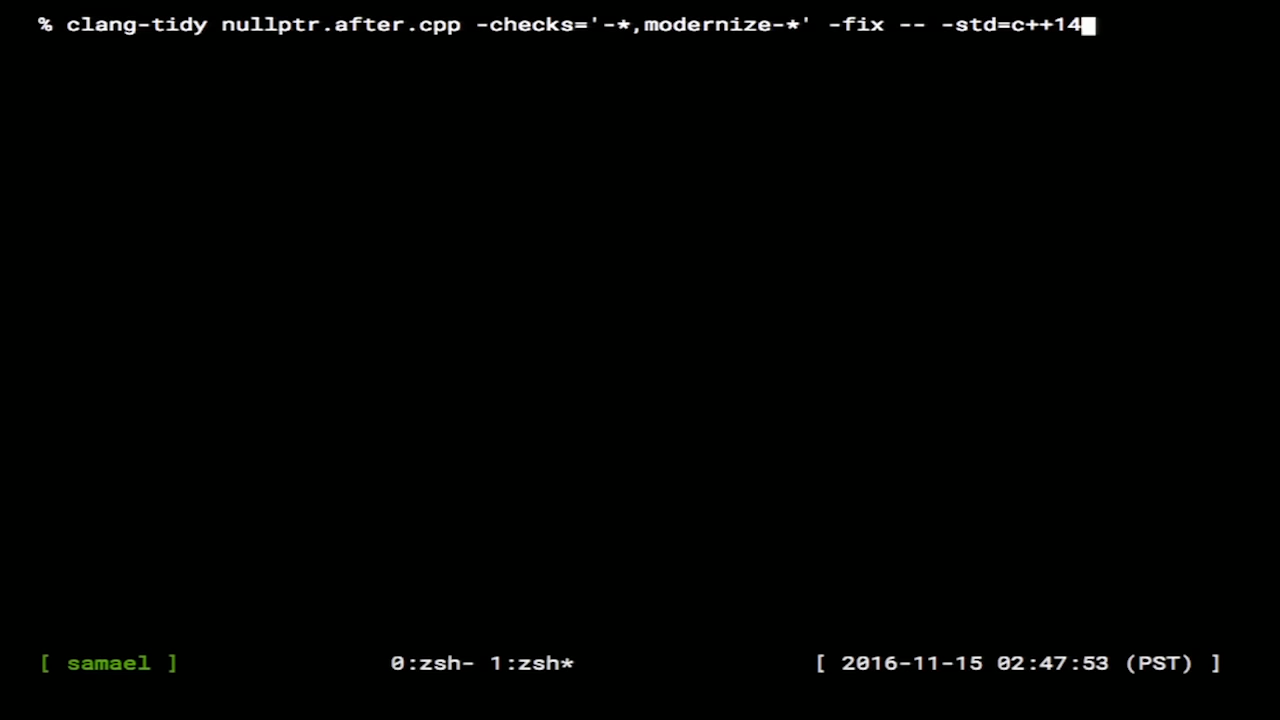 % clang-tidy nullptr.after.cpp -checks='-*,modernize-*' -fix -- -std=c++14
[ samael ] 0:zsh- 1:zsh* [ 2016-11-15 02:47:53 (PST) ]